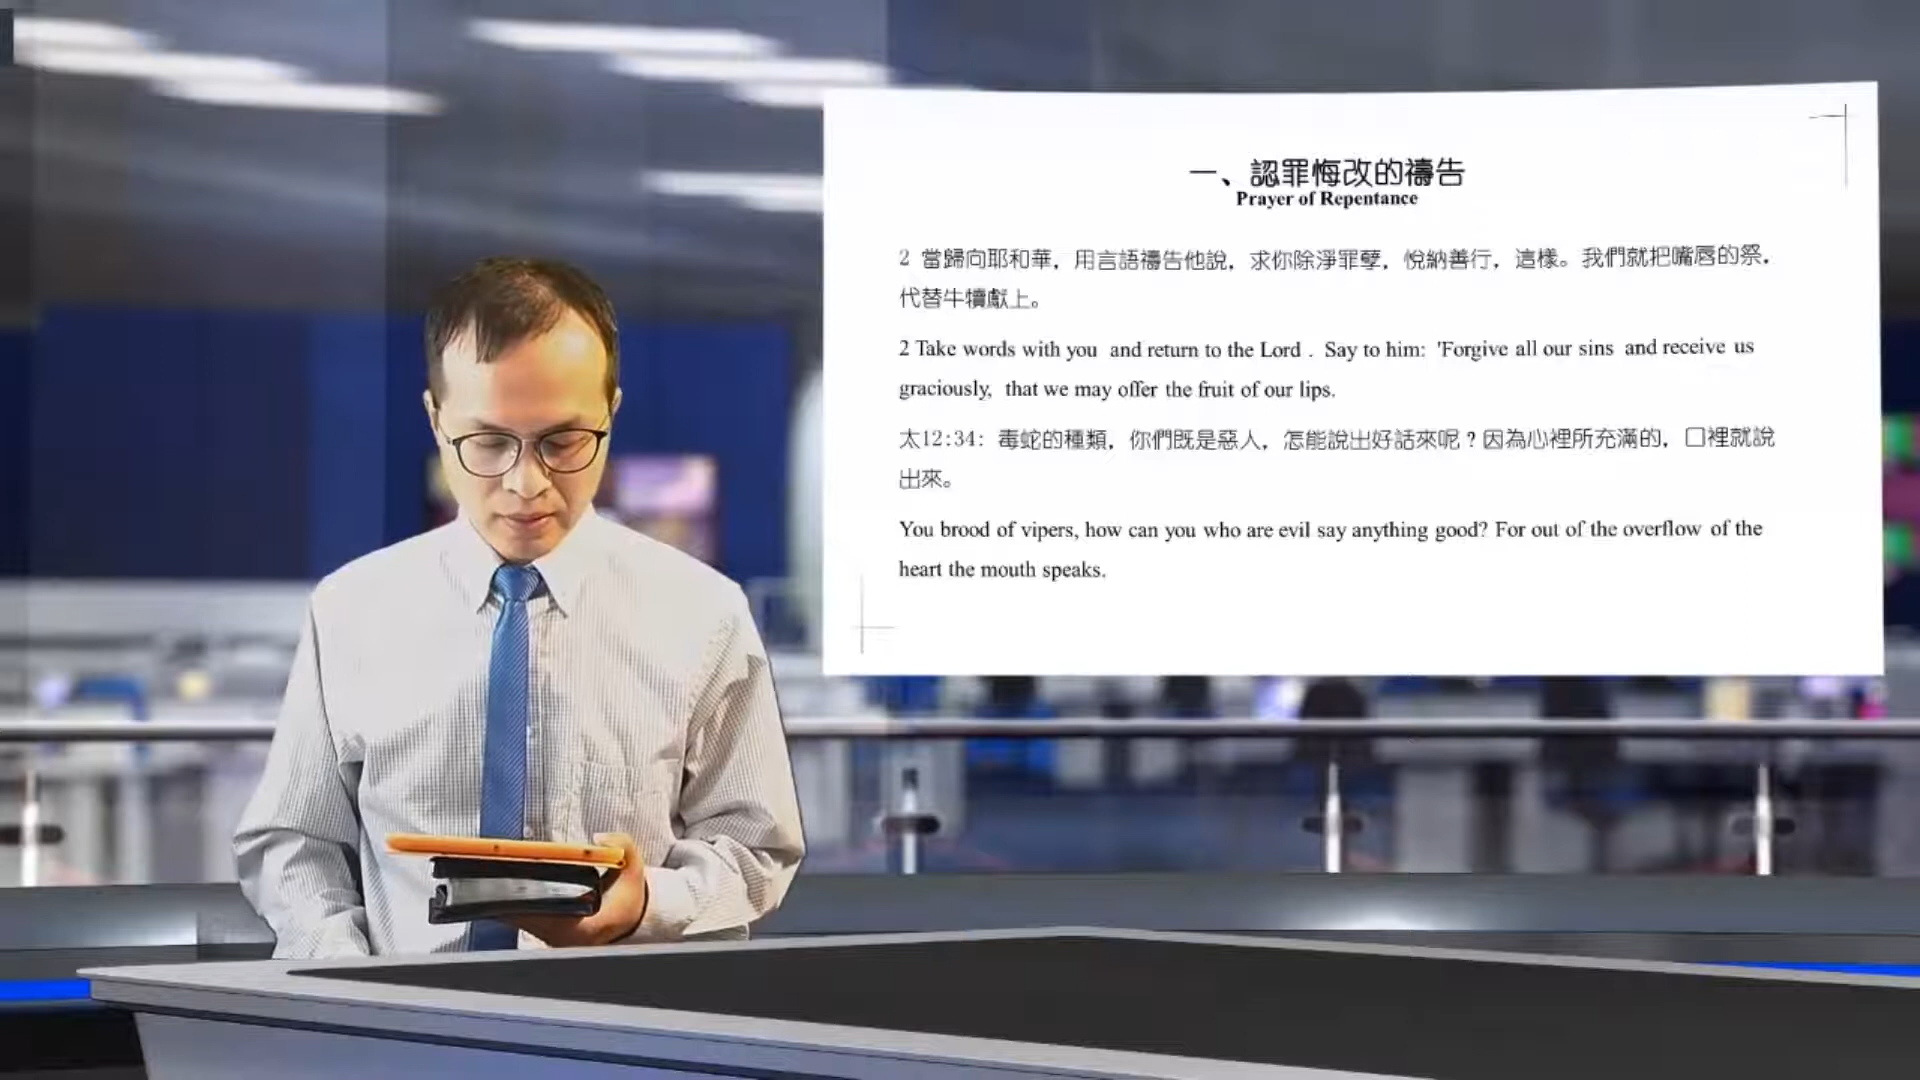 一、認罪悔改的禱告
Prayer of Repentance
2 當歸向耶和華，用言語禱告他說，求你除淨罪孽，悅納善行，這樣。我們就把嘴唇的祭，
代替牛犢獻上。
2 Take words with you and return to the Lord . Say to him: 'Forgive all our sins and receive us
graciously, that we may offer the fruit of our lips.
太12:34：毒蛇的種類，你們既是惡人，怎能說出好話來呢？因為心裡所充滿的，口裡就說
出來。
You brood of vipers, how can you who are evil say anything good? For out of the overflow of the
heart the mouth speaks.